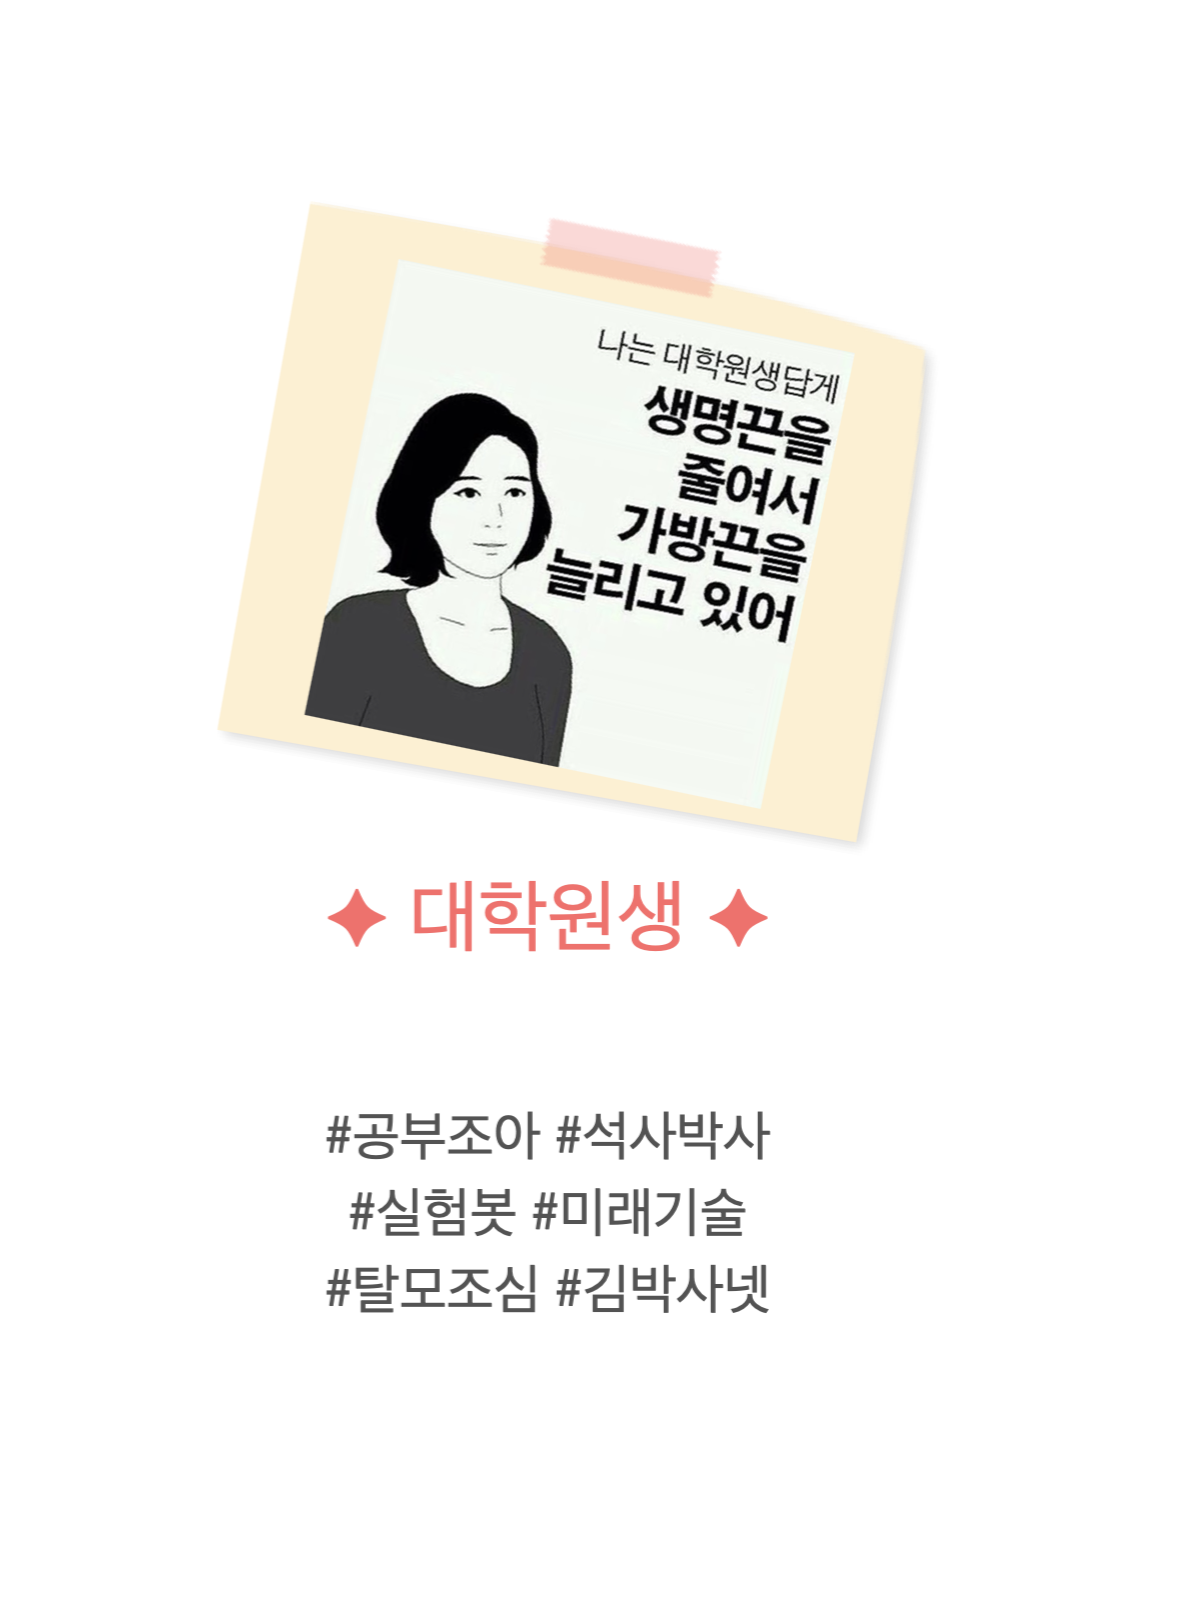 나는 대학원생답게
생명끈을
줄여서
가방끈을
늘리고 있어
✦ 대학원생 ✦
#공부조아 #석사박사
#실험봇 #미래기술
#탈모조심 #김박사넷